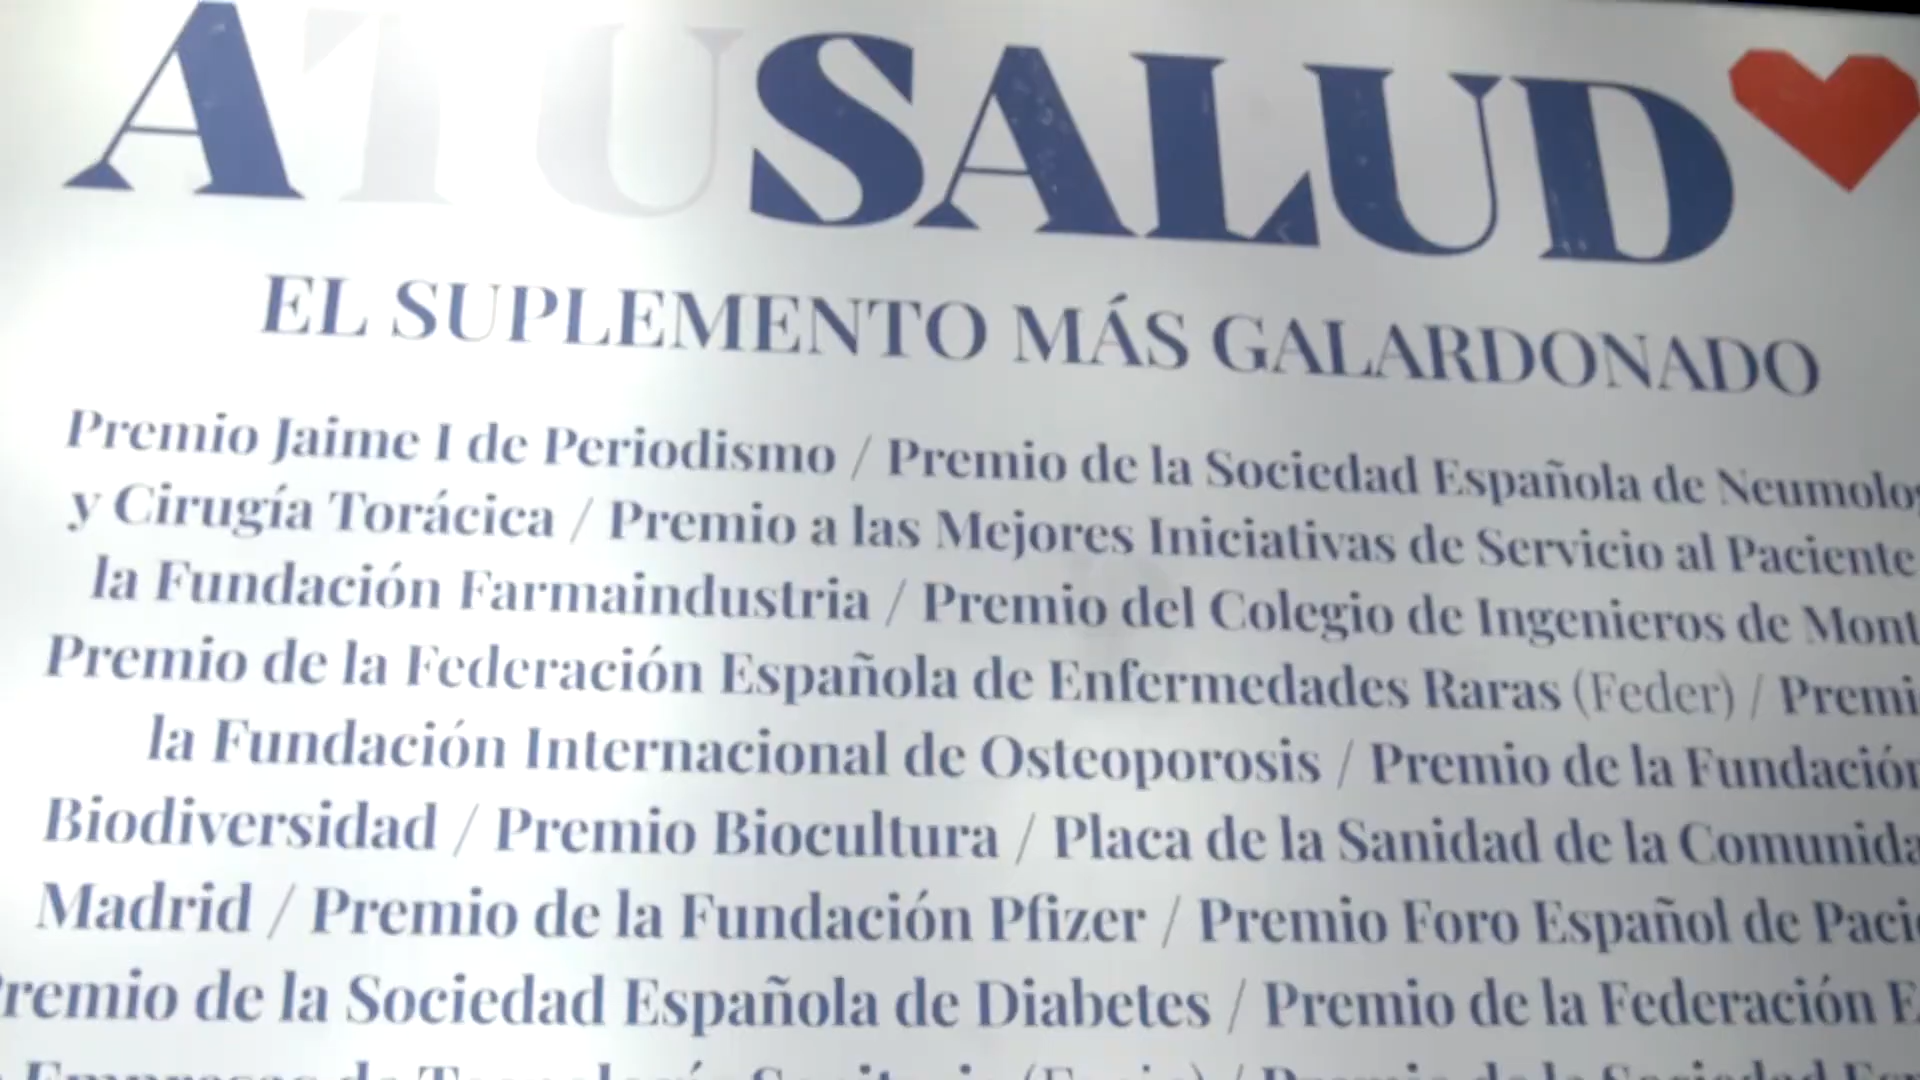 ATUSALUD
EL SUPLEMENTO MÁS GALARDONADO
Premio Jaime I de Periodismo / Premio de la Sociedad Española de
y Cirugía Torácica / Premio a las Mejores Iniciativas de Servicio al Paciente
la Fundación Farmaindustria / Premio del Colegio de Ingenieros de
Premio de la Federación Española de Enfermedades Raras (Feder) /
la Fundación Internacional de Osteoporosis / Premio de la
Biodiversidad / Premio Biocultura / Placa de la Sanidad de la
Madrid / Premio de la Fundación Pfizer / Premio Foro Español de
Premio de la Sociedad Española de Diabetes / Premio de la Federación